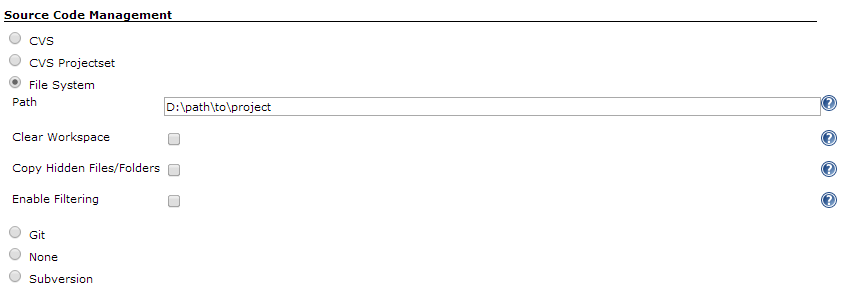 Source Code Management
CVS
CVS Projectset
File System
Path
D:\path\to\project
?
Clear Workspace
?
Copy Hidden Files/Folders
?
Enable Filtering
?
Git
None
Subversion